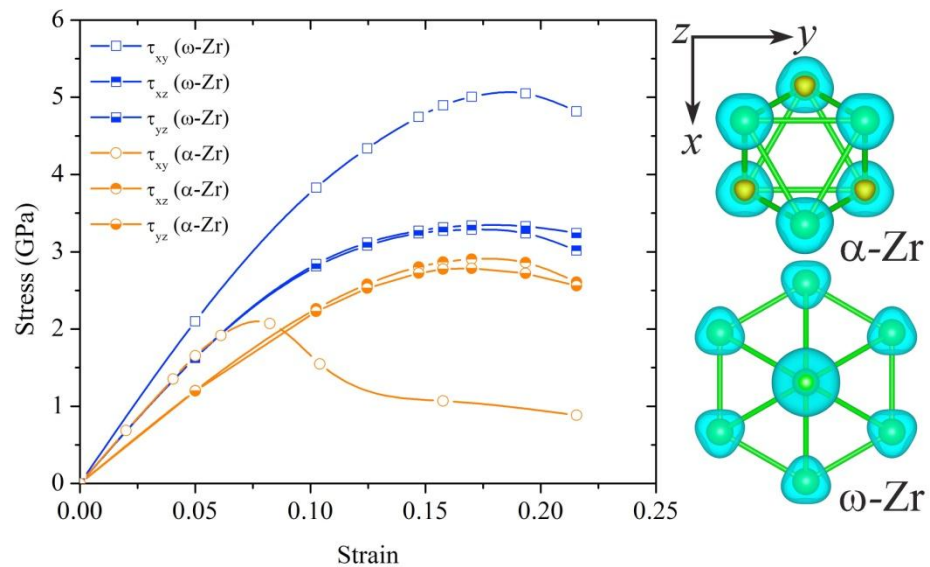 6
5
4
3
2
1
0
Stress (GPa)
τxy (ω-Zr)
τxz (ω-Zr)
τyz (ω-Zr)
τxy (α-Zr)
τxz (α-Zr)
τyz (α-Zr)
0.00 0.05 0.10 0.15 0.20 0.25
Strain
z y
x
α-Zr
ω-Zr